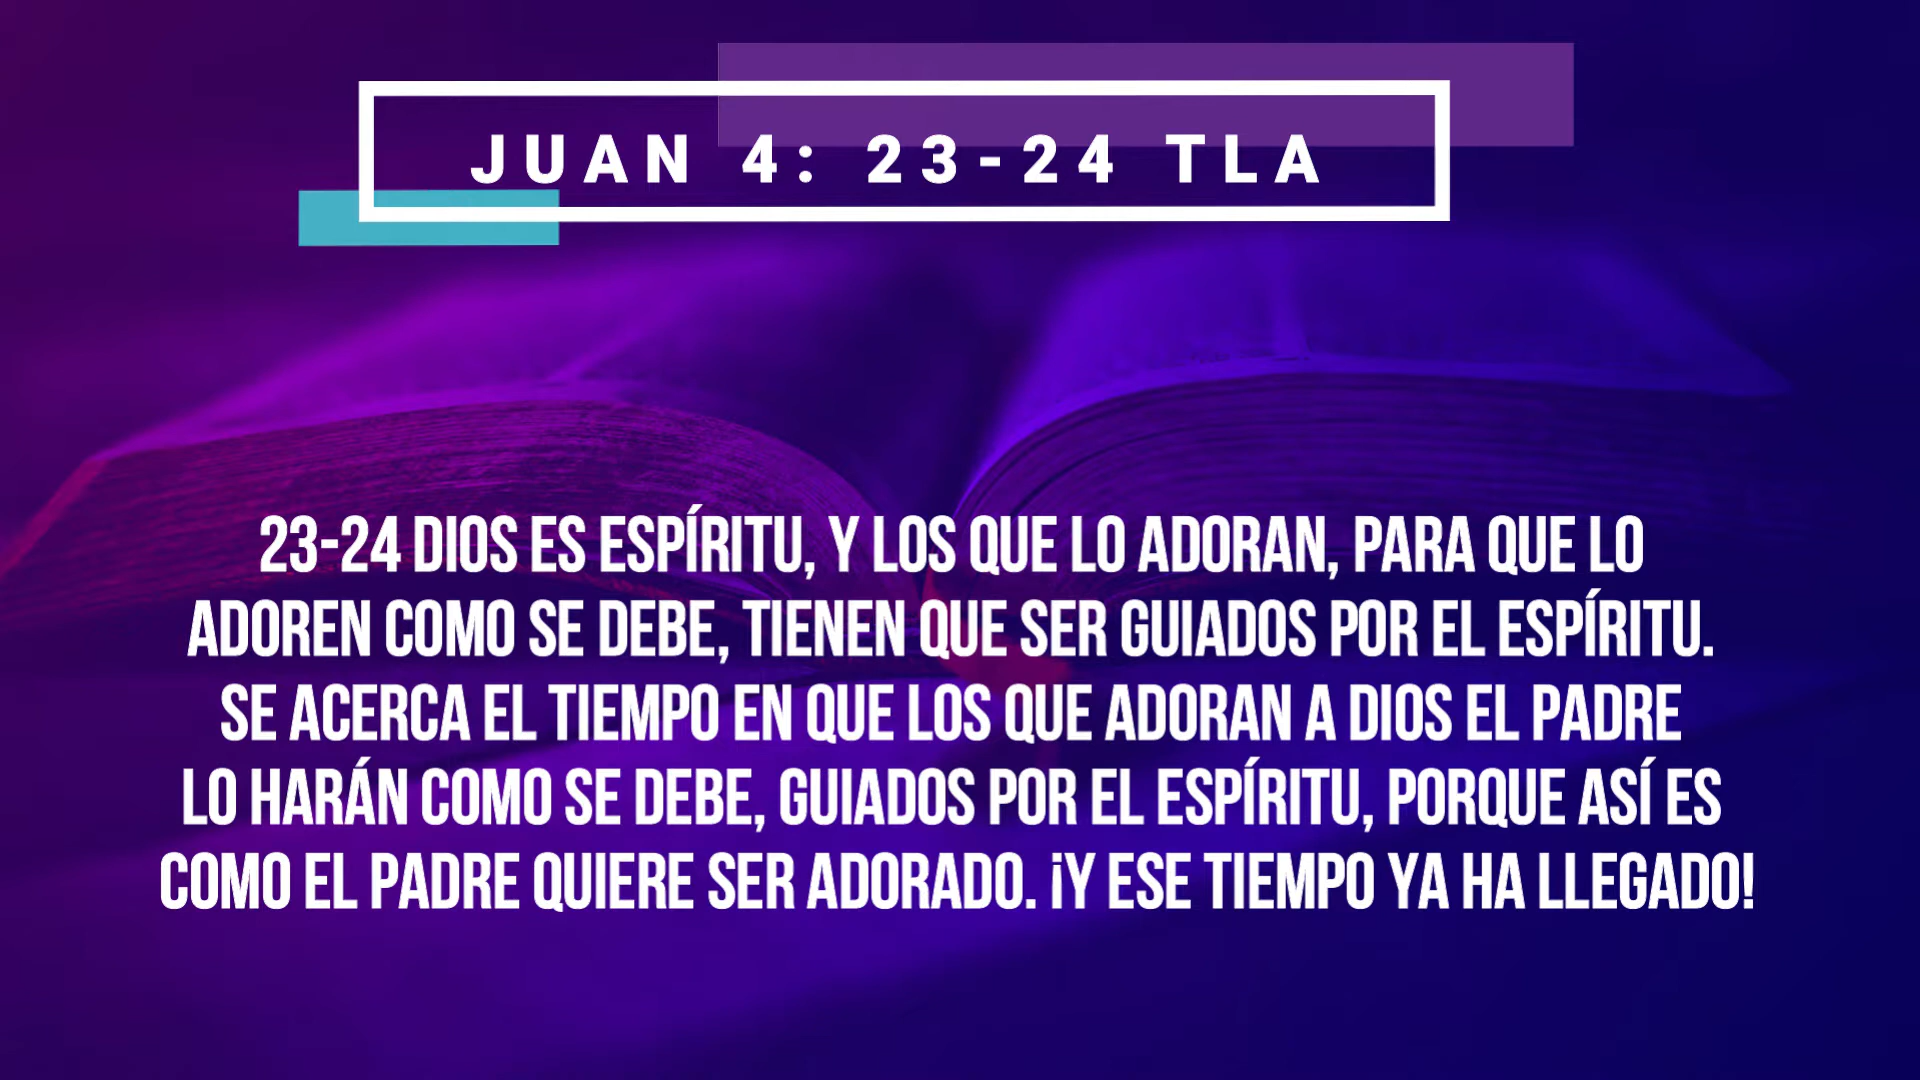 JUAN 4: 23-24 TLA
23-24 DIOS ES ESPÍRITU, Y LOS QUE LO ADORAN, PARA QUE LO
ADOREN COMO SE DEBE, TIENEN QUE SER GUIADOS POR EL ESPÍRITU.
SE ACERCA EL TIEMPO EN QUE LOS QUE ADORAN A DIOS EL PADRE
LO HARÁN COMO SE DEBE, GUIADOS POR EL ESPÍRITU, PORQUE ASÍ ES
COMO EL PADRE QUIERE SER ADORADO. ¡Y ESE TIEMPO YA HA LLEGADO!